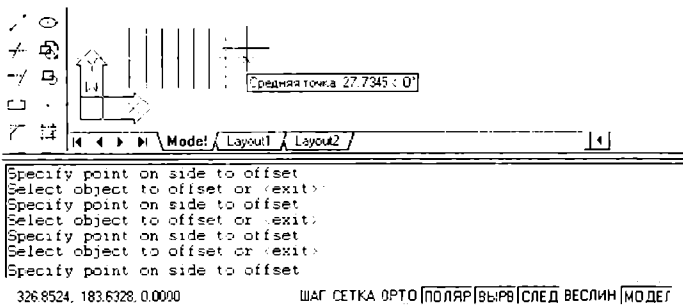 Средняя точка: 27.7345 < 0°
Model Layout1 Layout2
Specify point on side to offset
Select object to offset or <exit>:
Specify point on side to offset
Select object to offset or <exit>
Specify point on side to offset
Select object to offset or <exit>
Specify point on side to offset
326.8524, 183.6328, 0.0000 ШАГ СЕТКА ОРТО ПОЛЯР ВЫРВ СЛЕД ВЕСЛИН МОДЕЛ